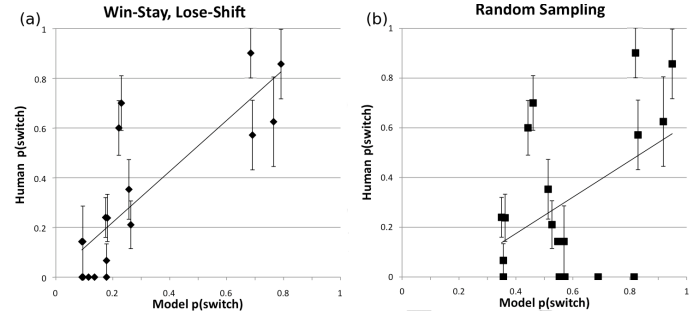 (a)
Win-Stay, Lose-Shift
1
0.8
0.6
0.4
0.2
0
Human p(switch)
0 0.2 0.4 0.6 0.8 1
Model p(switch)
(b)
Random Sampling
1
0.8
0.6
0.4
0.2
0
Human p(switch)
0 0.2 0.4 0.6 0.8 1
Model p(switch)